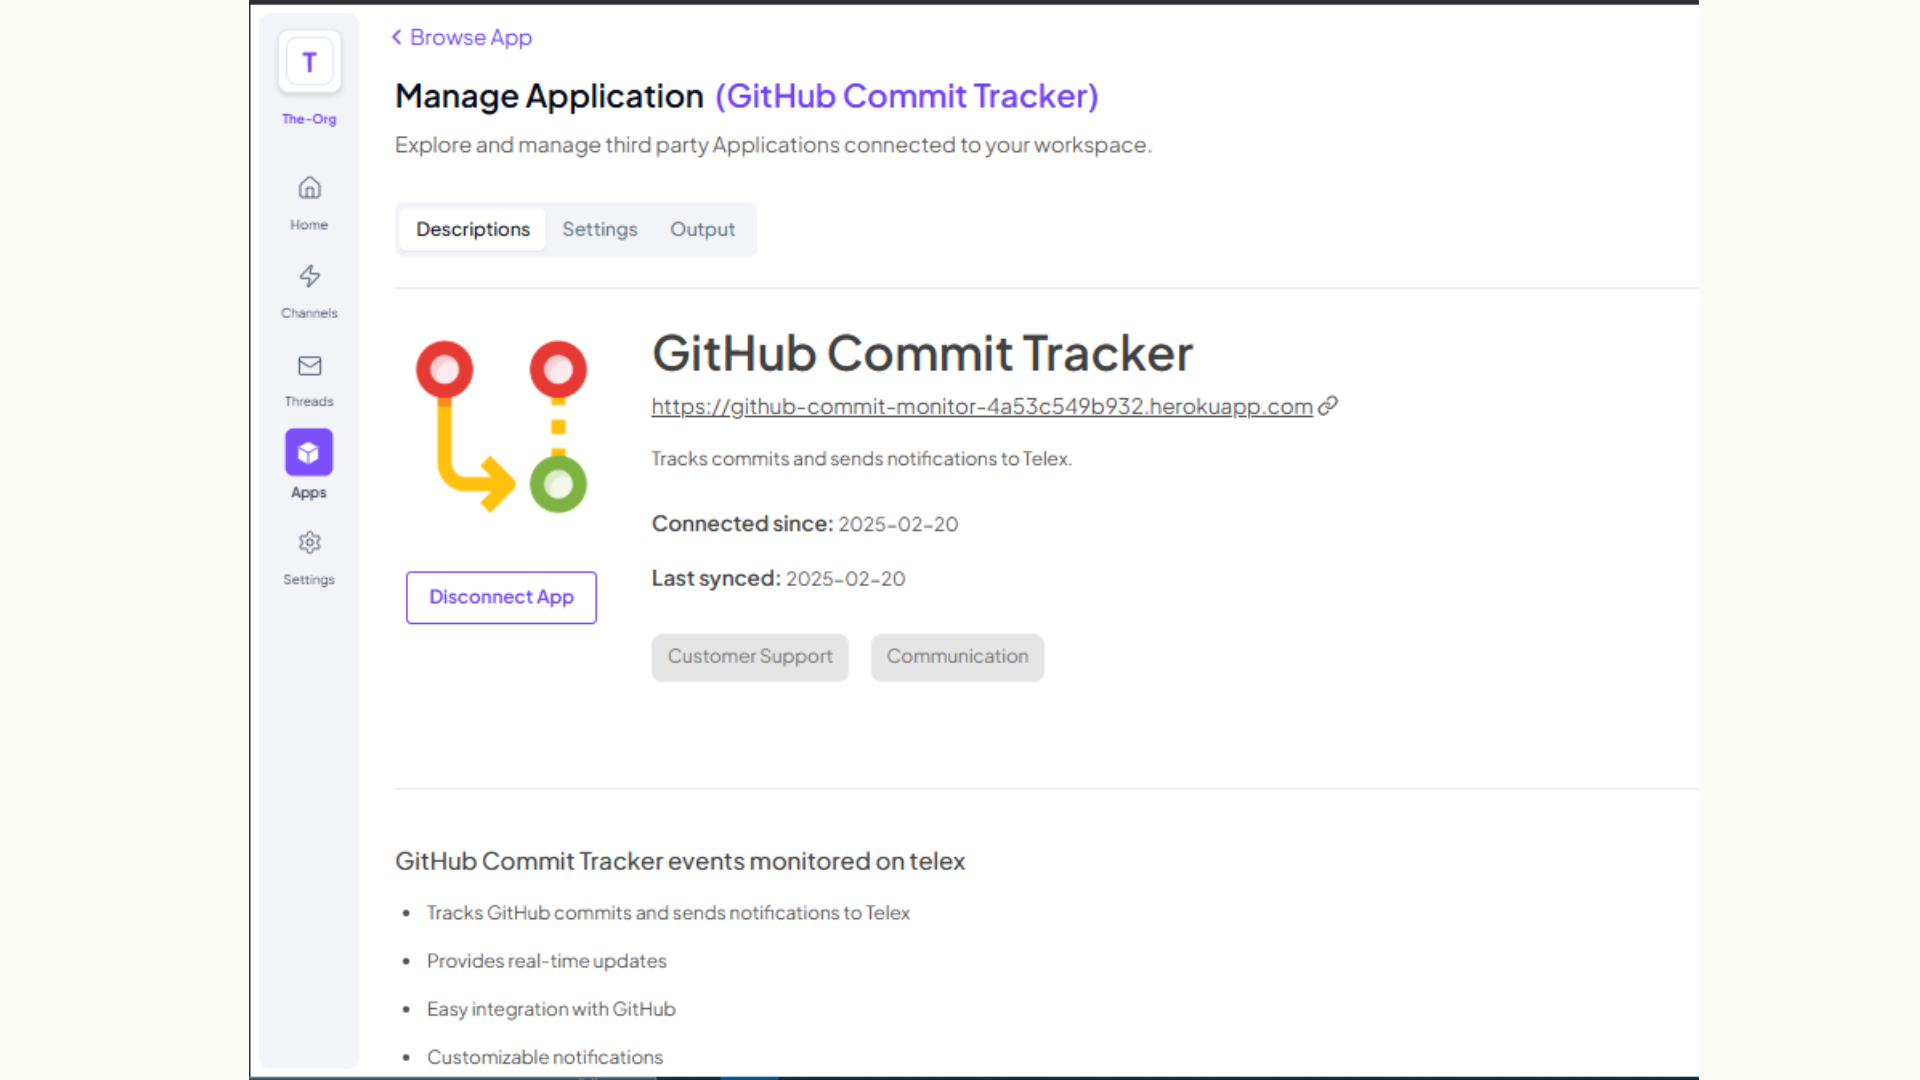 T
The-Org
Home
Channels
Threads
Apps
Settings
Browse App
Manage Application (GitHub Commit Tracker)
Explore and manage third party Applications connected to your workspace.
Descriptions Settings Output
GitHub Commit Tracker
https://github-commit-monitor-4a53c549b932.herokuapp.com
Tracks commits and sends notifications to Telex.
Connected since: 2025-02-20
Last synced: 2025-02-20
Disconnect App
Customer Support Communication
GitHub Commit Tracker events monitored on telex
• Tracks GitHub commits and sends notifications to Telex
• Provides real-time updates
• Easy integration with GitHub
• Customizable notifications